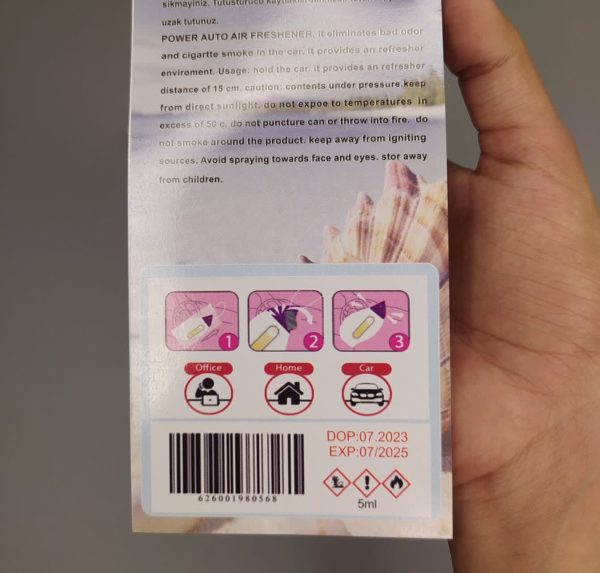 sikmayiniz. Tutusturucu
uzak tutunuz.
POWER AUTO AIR FRESHENER. it eliminates bad odor
and cigartte smoke in the car. it provides an refresher
enviroment. Usage: hold the car. it provides an refresher
distance of 15 cm. caution: contents under pressure.keep
from direct sunlight. do not expoe to temperatures in
excess of 50 c. do not puncture can or throw into fire. do
not smoke around the product. keep away from igniting
sources. Avoid spraying towards face and eyes. stor away
from children.
1 2 3
Office Home Car
DOP:07.2023
EXP:07/2025
626001980568
5ml